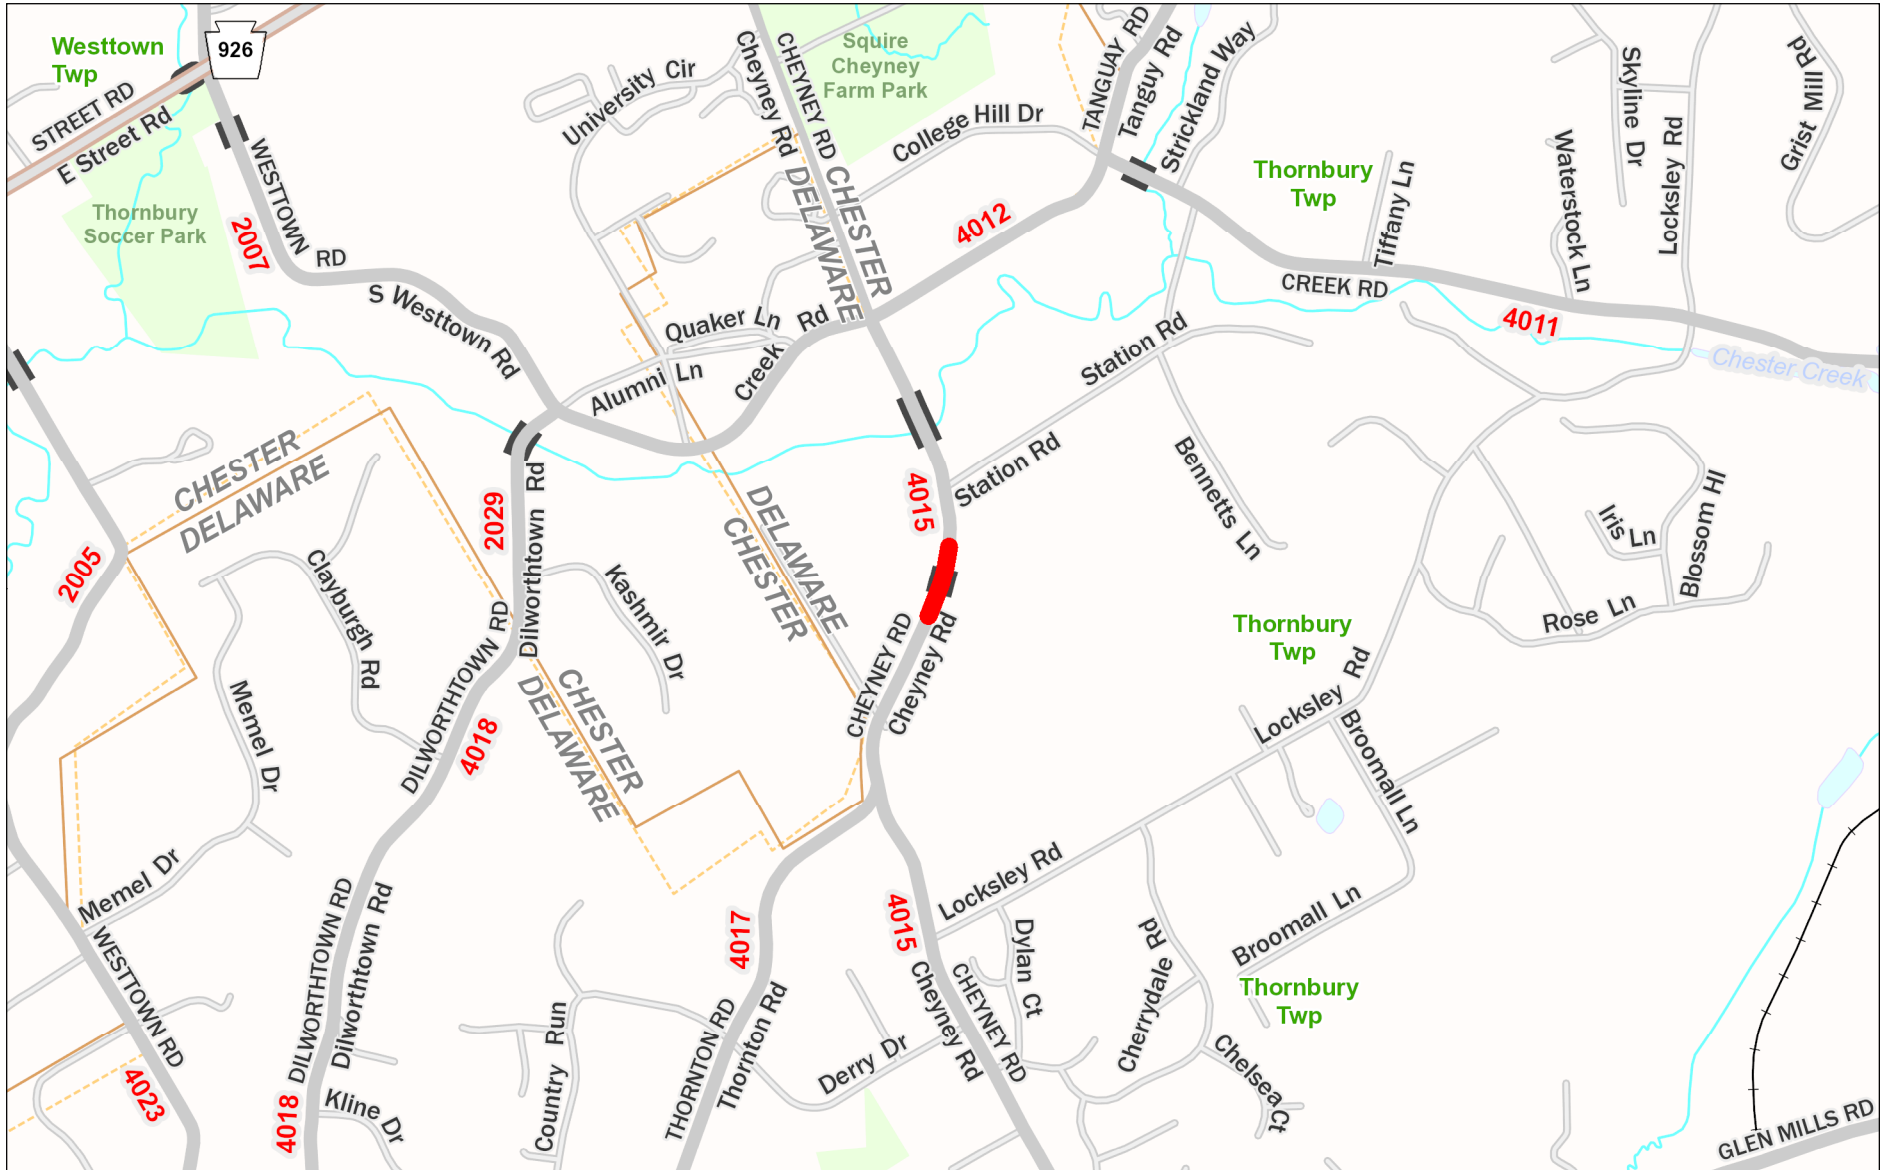 926
Westtown
Twp
STREET RD
E Street Rd
Thornbury
Soccer Park
WESTTOWN
RD
2007
S Westtown
Rd
University Cir
Cheyney Rd
CHEYNEY RD
Squire
Cheyney
Farm Park
College Hill Dr
TANGUAY RD
Tanguy Rd
Strickland Way
Skyline Dr
Locksley Rd
Grist Mill Rd
Waterstock Ln
Tiffany Ln
Thornbury
Twp
DELAWARE
CHESTER
4012
CREEK RD
4011
Chester Creek
Quaker Ln
Alumni Ln
Creek Rd
Station Rd
Station Rd
Bennetts Ln
CHESTER
DELAWARE
2005
2029
Dilworthtown Rd
DELAWARE
CHESTER
4015
Clayburgh Rd
Kashmir Dr
Iris Ln
Blossom Hl
Rose Ln
Thornbury
Twp
CHEYNEY RD
Cheyney Rd
DILWORTHTOWN RD
4018
CHESTER
DELAWARE
Memel Dr
Locksley Rd
Broomall Ln
Memel Dr
Locksley Rd
WESTTOWN RD
DILWORTHTOWN RD
Dilworthtown Rd
4017
4015
Dylan Ct
Cherrydale Rd
Broomall Ln
Thornbury
Twp
Cheyney Rd
CHEYNEY RD
THORNTON RD
Thornton Rd
Country Run
Derry Dr
Chelsea Ct
4023
4018
Kline Dr
GLEN MILLS RD